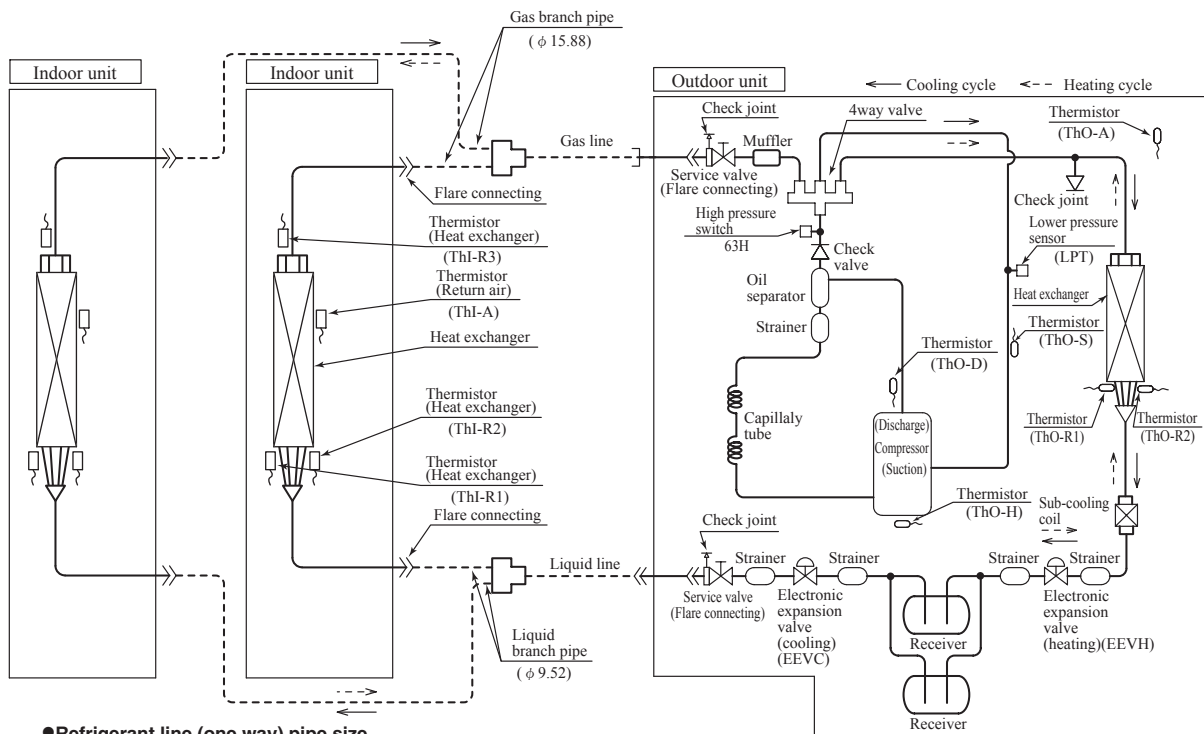 Gas branch pipe
( φ 15.88)
Indoor unit
Indoor unit
Outdoor unit
Cooling cycle
Heating cycle
Check joint
4way valve
Thermistor
(ThO-A)
Muffler
Gas line
Service valve
(Flare connecting)
Check joint
Flare connecting
High pressure
switch
63H
Lower pressure
sensor
(LPT)
Thermistor
(Heat exchanger)
(ThI-R3)
Check
valve
Thermistor
(Return air)
(ThI-A)
Oil
separator
Heat exchanger
Strainer
Thermistor
(ThO-S)
Heat exchanger
Thermistor
(ThO-D)
Thermistor
(Heat exchanger)
(ThI-R2)
Capillaly
tube
(Discharge)
Compressor
(Suction)
Thermistor
(ThO-R1)
Thermistor
(ThO-R2)
Thermistor
(Heat exchanger)
(ThI-R1)
Thermistor
(ThO-H)
Sub-cooling
coil
Flare connecting
Check joint
Liquid line
Strainer
Strainer
Strainer
Strainer
Service valve
(Flare connecting)
Electronic
expansion
valve
(cooling)
(EEVC)
Receiver
Electronic
expansion
valve
(heating)(EEVH)
Liquid
branch pipe
( φ 9.52)
Receiver
●Refrigerant line (one way) pipe size